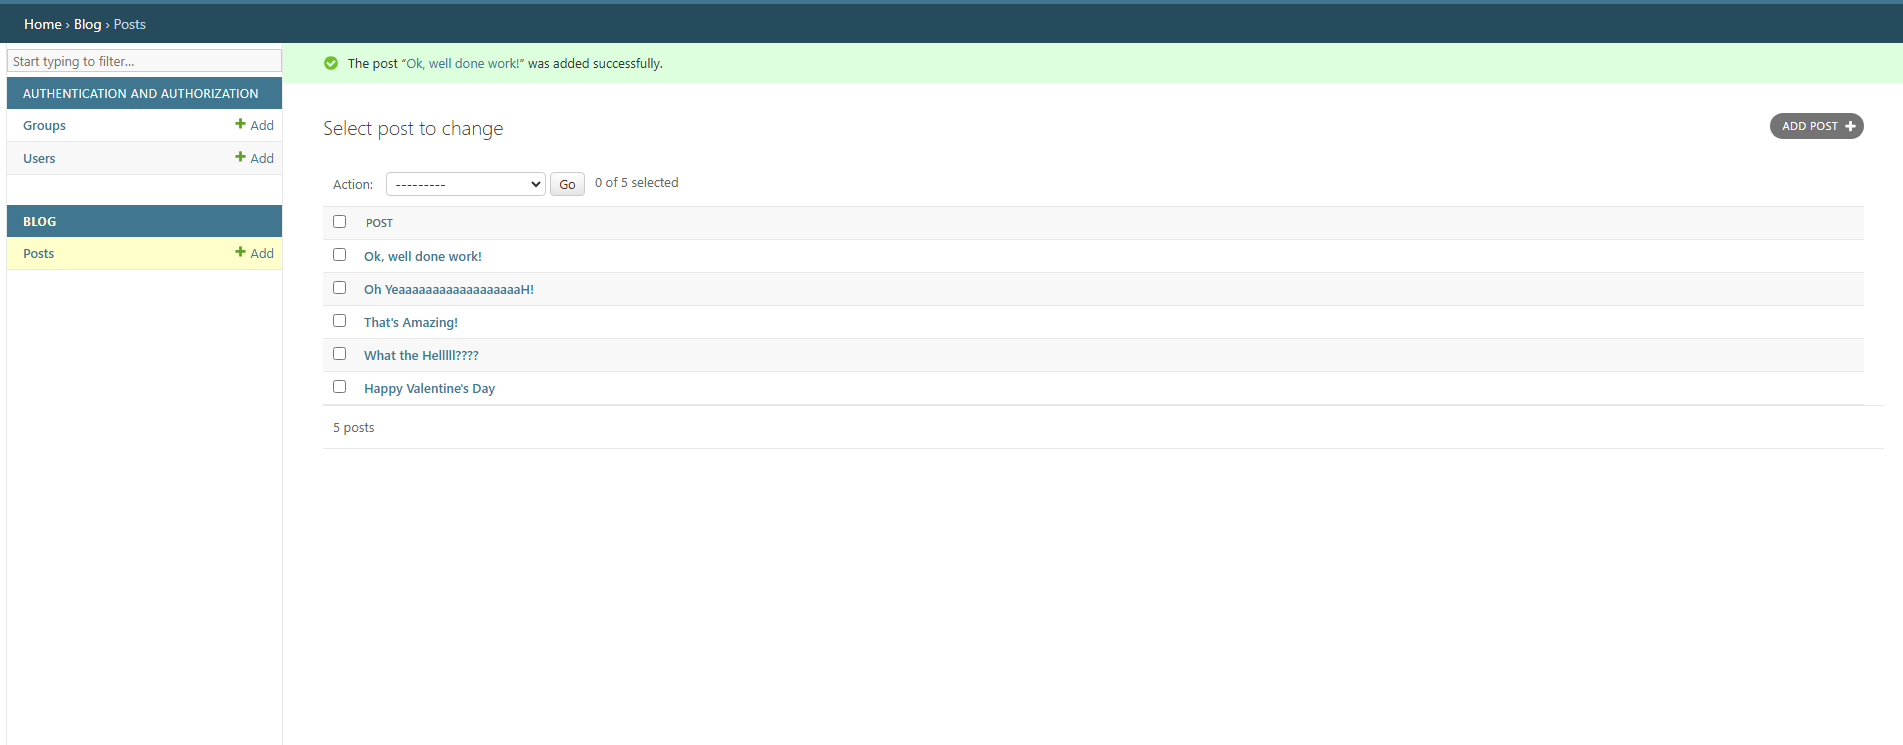 Home › Blog › Posts
Start typing to filter...
AUTHENTICATION AND AUTHORIZATION
Groups + Add
Users + Add
BLOG
Posts + Add
The post “Ok, well done work!” was added successfully.
Select post to change
ADD POST +
Action: --------- Go 0 of 5 selected
POST
Ok, well done work!
Oh YeaaaaaaaaaaaaaaaaaaH!
That's Amazing!
What the Helllll????
Happy Valentine's Day
5 posts